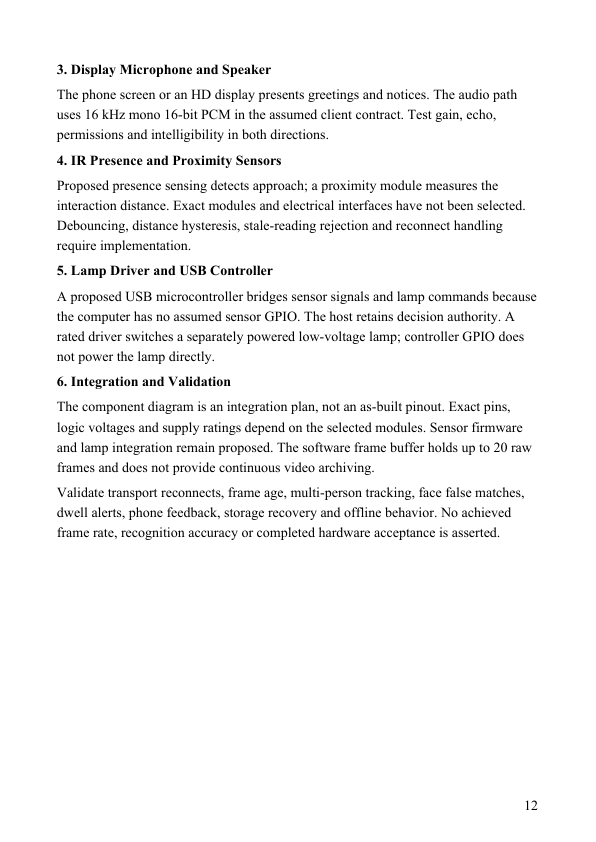 3. Display Microphone and Speaker
The phone screen or an HD display presents greetings and notices. The audio path
uses 16 kHz mono 16-bit PCM in the assumed client contract. Test gain, echo,
permissions and intelligibility in both directions.
4. IR Presence and Proximity Sensors
Proposed presence sensing detects approach; a proximity module measures the
interaction distance. Exact modules and electrical interfaces have not been selected.
Debouncing, distance hysteresis, stale-reading rejection and reconnect handling
require implementation.
5. Lamp Driver and USB Controller
A proposed USB microcontroller bridges sensor signals and lamp commands because
the computer has no assumed sensor GPIO. The host retains decision authority. A
rated driver switches a separately powered low-voltage lamp; controller GPIO does
not power the lamp directly.
6. Integration and Validation
The component diagram is an integration plan, not an as-built pinout. Exact pins,
logic voltages and supply ratings depend on the selected modules. Sensor firmware
and lamp integration remain proposed. The software frame buffer holds up to 20 raw
frames and does not provide continuous video archiving.
Validate transport reconnects, frame age, multi-person tracking, face false matches,
dwell alerts, phone feedback, storage recovery and offline behavior. No achieved
frame rate, recognition accuracy or completed hardware acceptance is asserted.
12